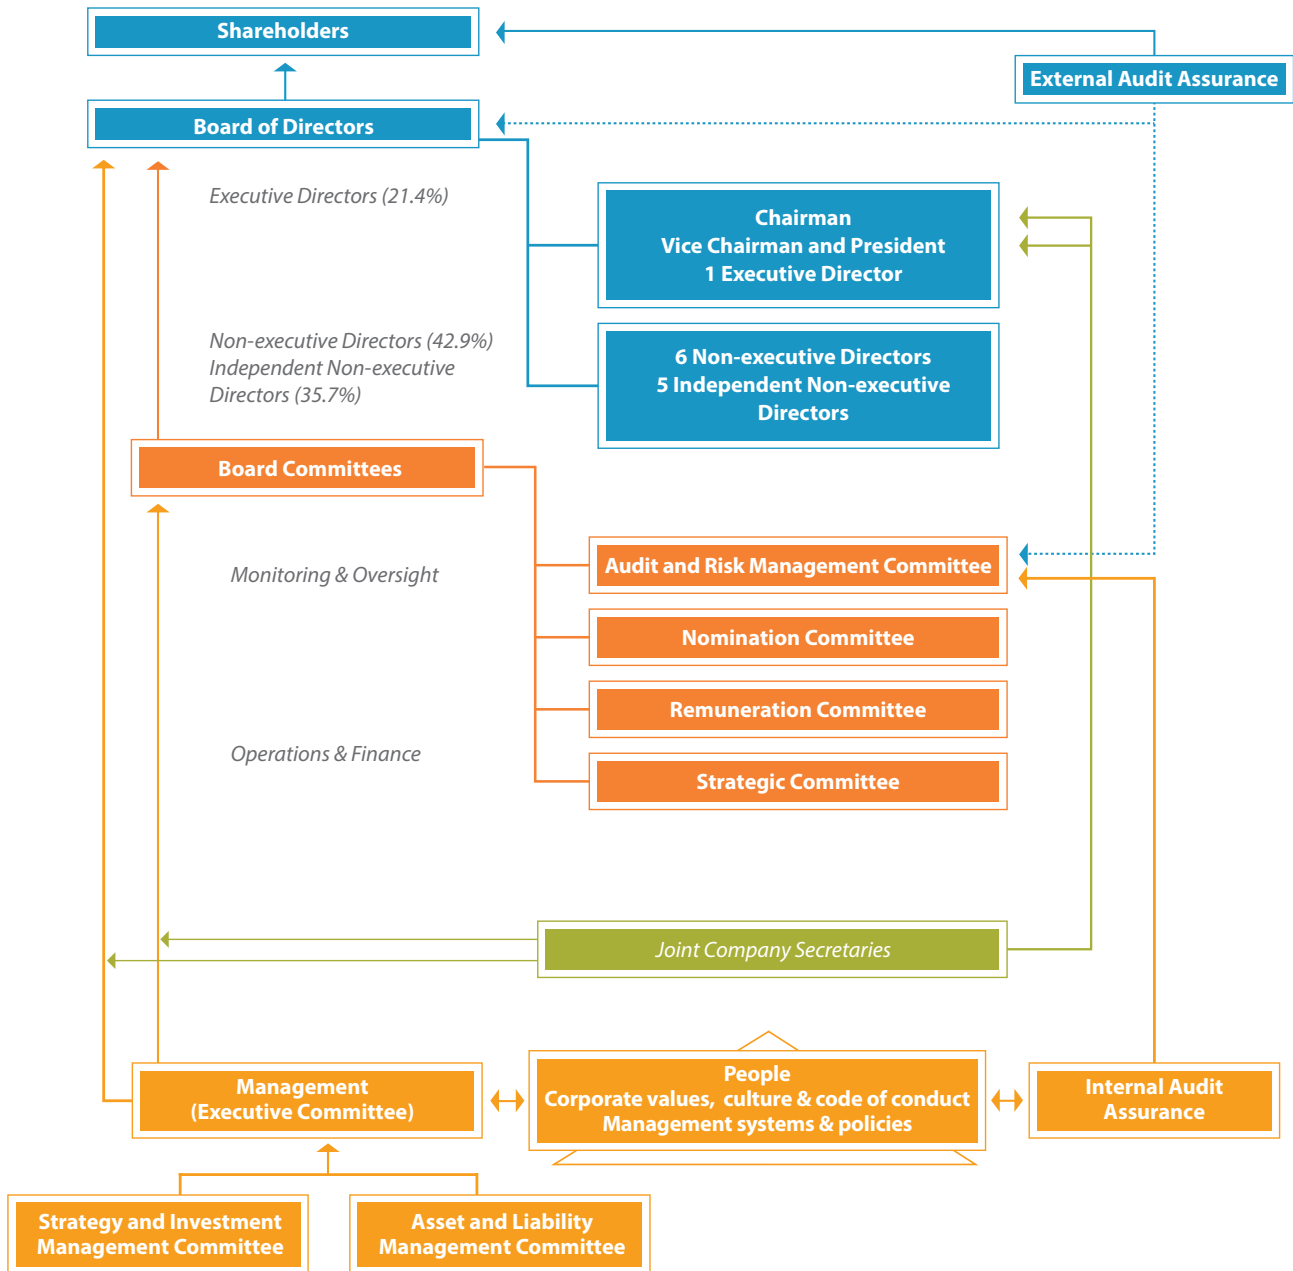 Shareholders
External Audit Assurance
Board of Directors
Executive Directors (21.4%)
Chairman
Vice Chairman and President
1 Executive Director
Non-executive Directors (42.9%)
Independent Non-executive
Directors (35.7%)
6 Non-executive Directors
5 Independent Non-executive
Directors
Board Committees
Monitoring & Oversight
Audit and Risk Management Committee
Nomination Committee
Remuneration Committee
Operations & Finance
Strategic Committee
Joint Company Secretaries
Management
(Executive Committee)
People
Corporate values, culture & code of conduct
Management systems & policies
Internal Audit
Assurance
Strategy and Investment
Management Committee
Asset and Liability
Management Committee